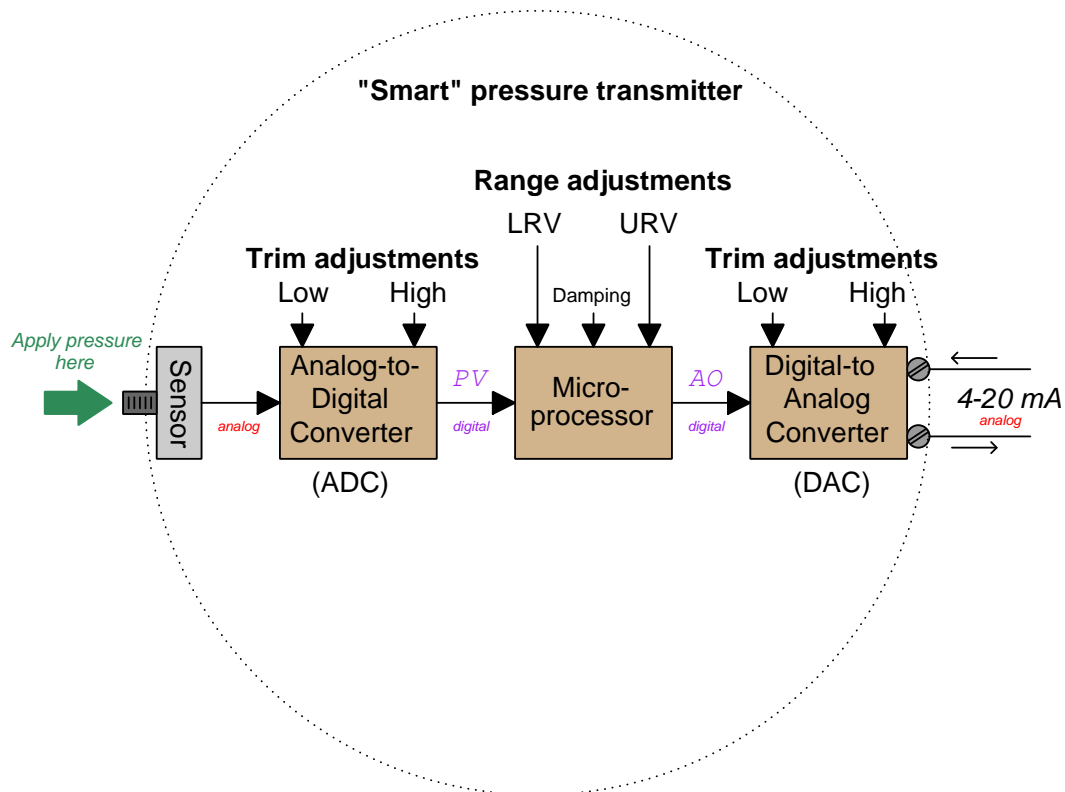 "Smart" pressure transmitter
Range adjustments
LRV
URV
Trim adjustments
Low
High
Damping
Trim adjustments
Low
High
Apply pressure
here
Sensor
analog
Analog-to-
Digital
Converter
(ADC)
PV
digital
Micro-
processor
AO
digital
Digital-to
Analog
Converter
(DAC)
4-20 mA
analog